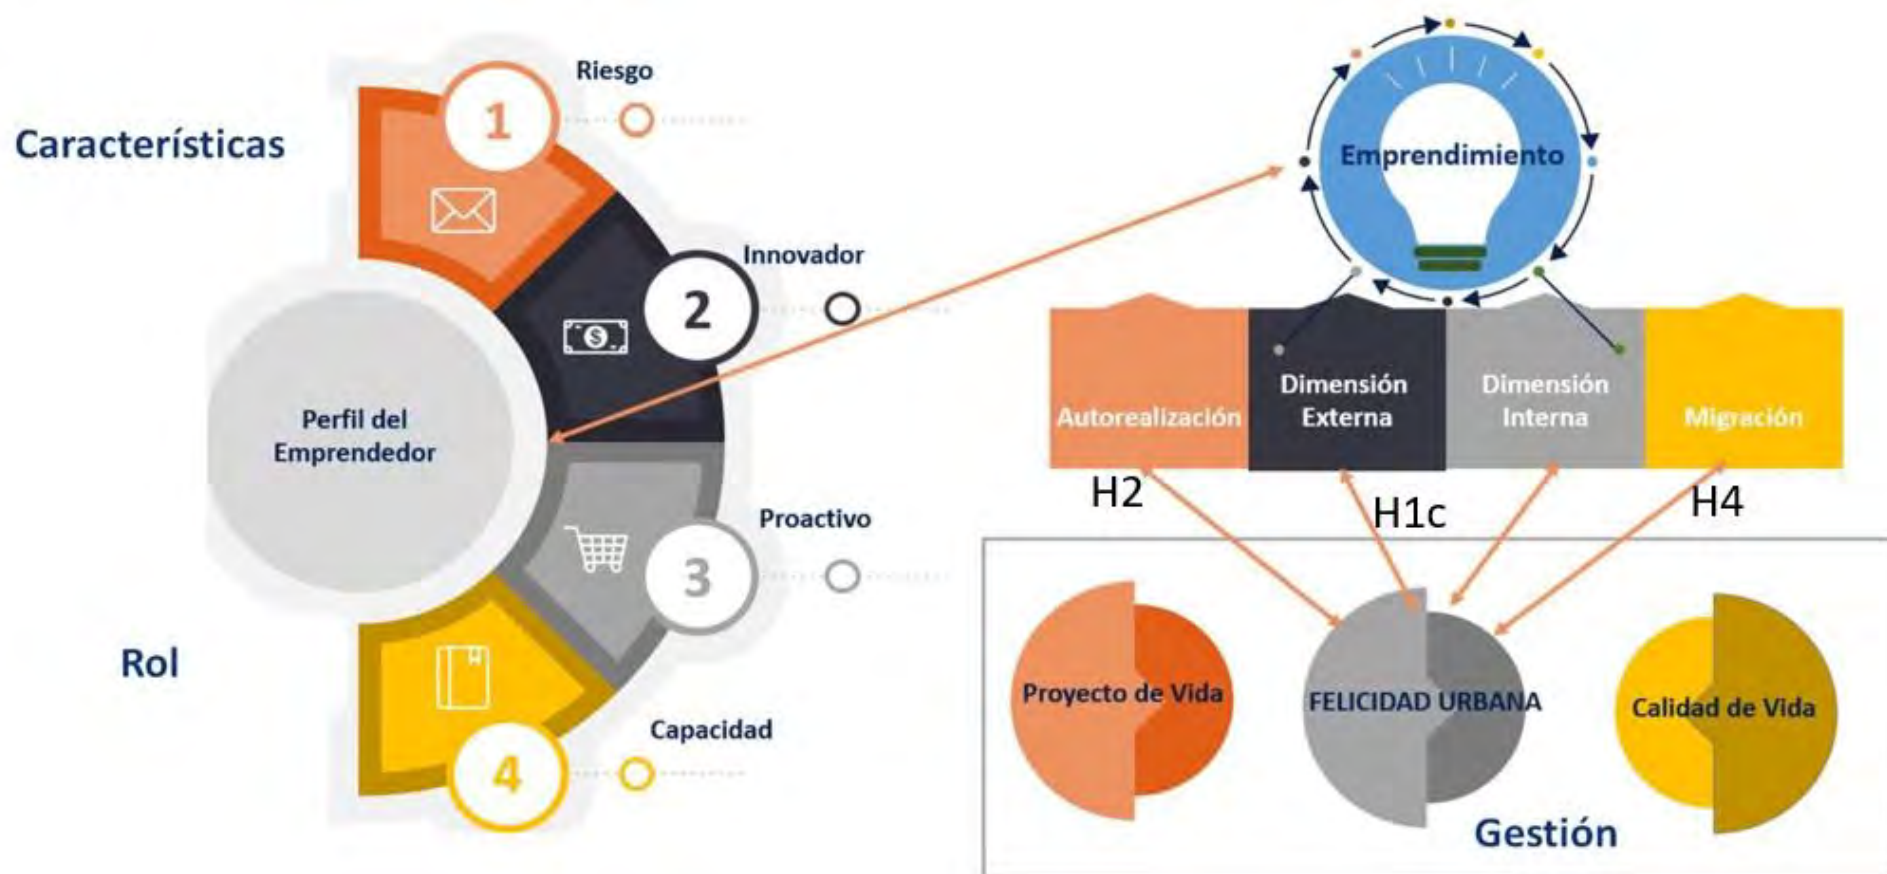 Características
1
Riesgo
2
Innovador
$
Perfil del
Emprendedor
3
Proactivo
Rol
4
Capacidad
Emprendimiento
Autorealización
Dimensión
Externa
Dimensión
Interna
Migración
H2
H1c
H4
Proyecto de Vida
FELICIDAD URBANA
Calidad de Vida
Gestión